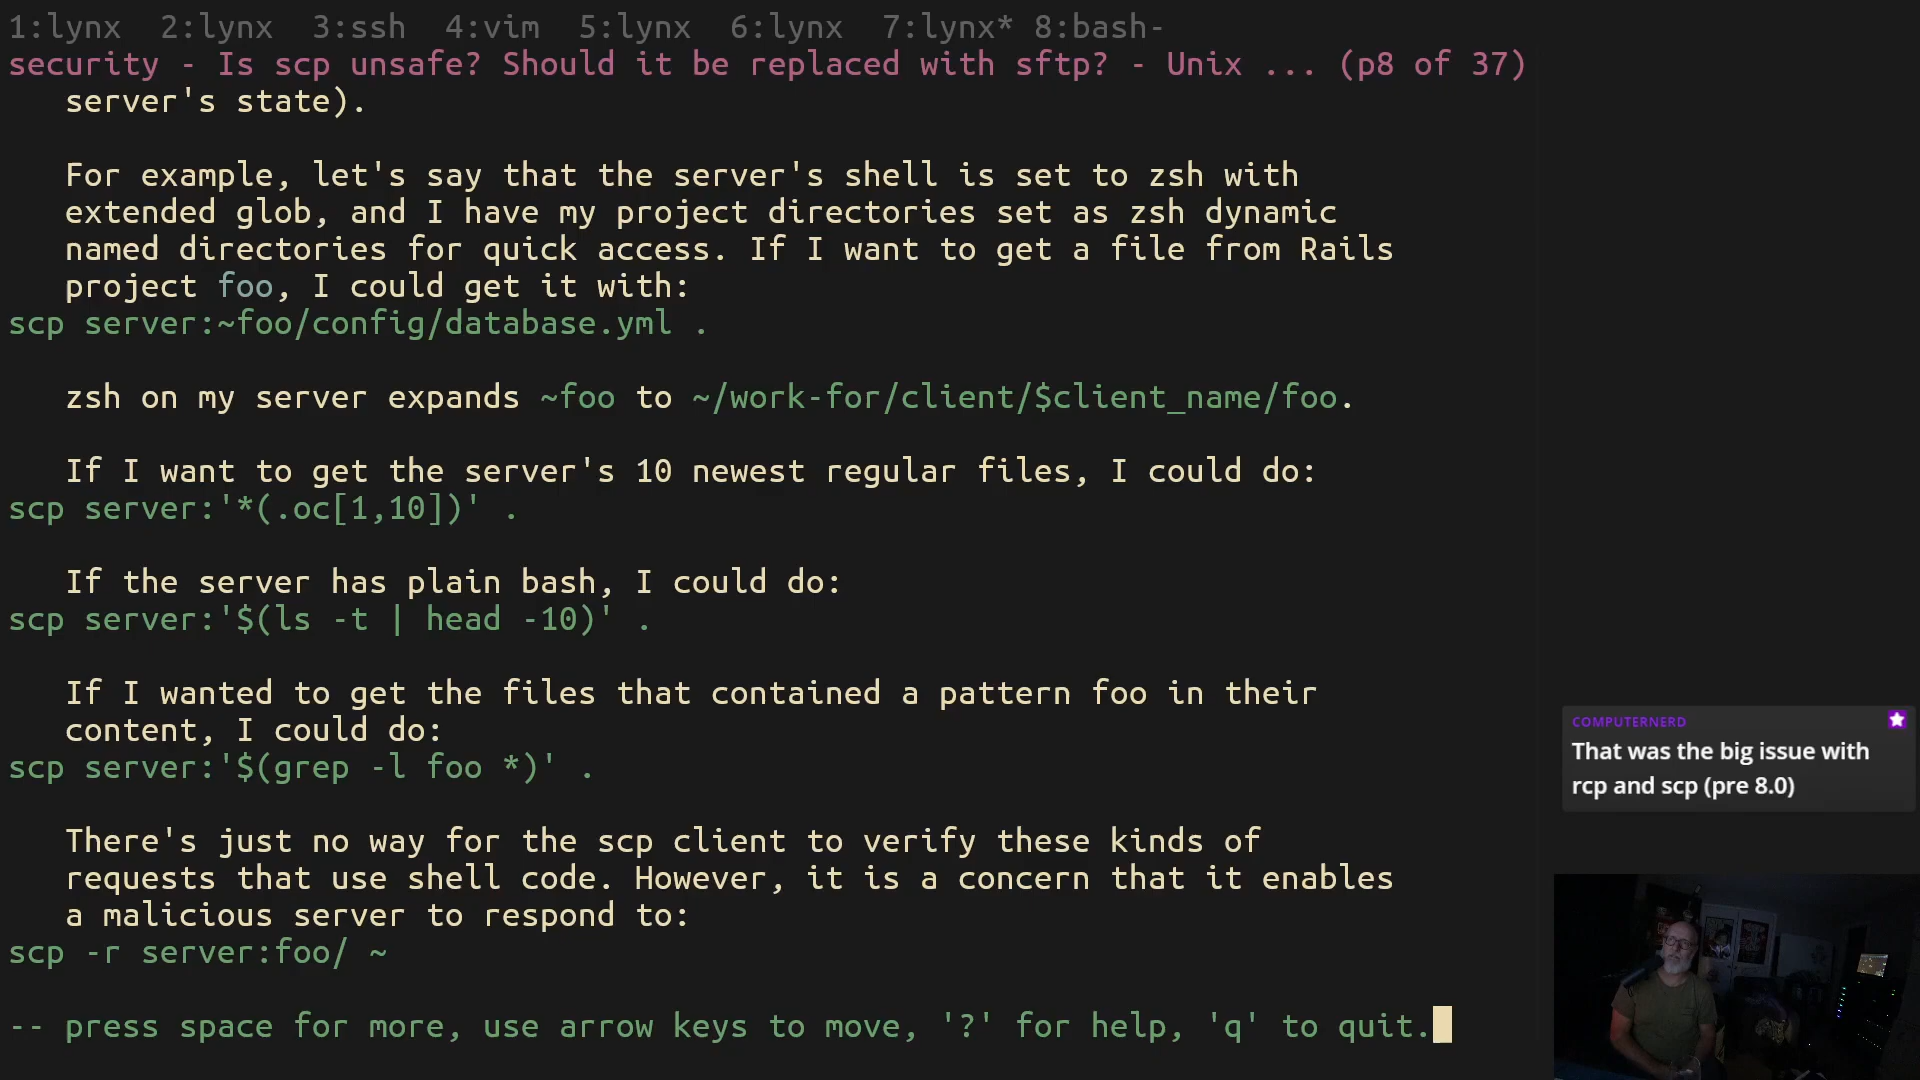 1:lynx  2:lynx  3:ssh  4:vim  5:lynx  6:lynx  7:lynx* 8:bash-
security - Is scp unsafe? Should it be replaced with sftp? - Unix ... (p8 of 37)
server's state).
For example, let's say that the server's shell is set to zsh with
extended glob, and I have my project directories set as zsh dynamic
named directories for quick access. If I want to get a file from Rails
project foo, I could get it with:
scp server:~foo/config/database.yml .
zsh on my server expands ~foo to ~/work-for/client/$client_name/foo.
If I want to get the server's 10 newest regular files, I could do:
scp server:'*(.oc[1,10])' .
If the server has plain bash, I could do:
scp server:'$(ls -t | head -10)' .
If I wanted to get the files that contained a pattern foo in their
content, I could do:
scp server:'$(grep -l foo *)' .
There's just no way for the scp client to verify these kinds of
requests that use shell code. However, it is a concern that it enables
a malicious server to respond to:
scp -r server:foo/ ~
-- press space for more, use arrow keys to move, '?' for help, 'q' to quit.
COMPUTERNERD
That was the big issue with
rcp and scp (pre 8.0)